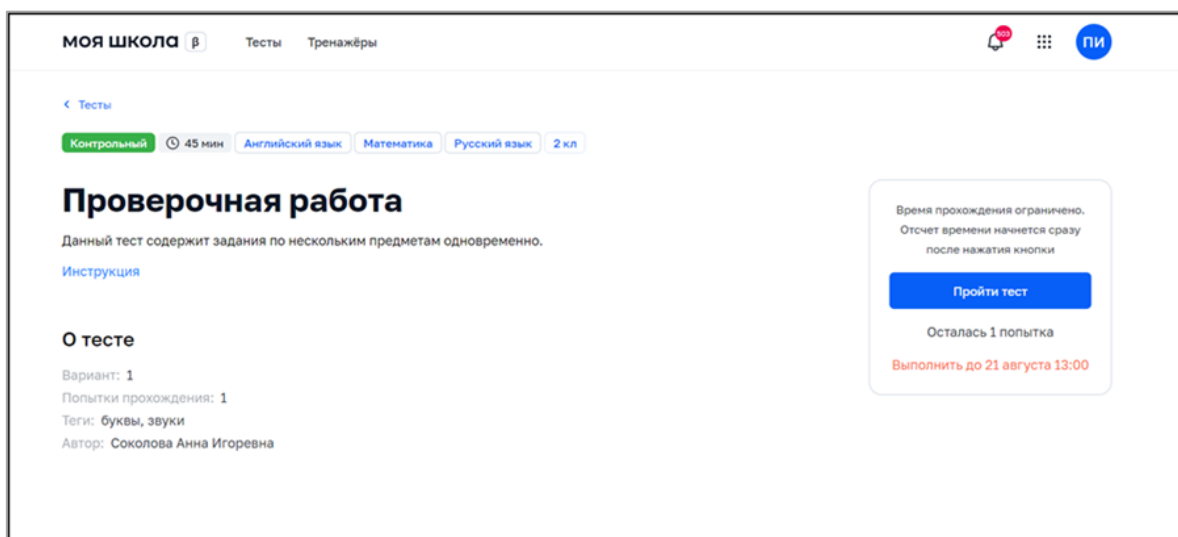 МОЯ ШКОЛА β Тесты Тренажёры 503 ПИ
Тесты
Контрольный 45 мин Английский язык Математика Русский язык 2 кл
Проверочная работа
Данный тест содержит задания по нескольким предметам одновременно.
Инструкция
Время прохождения ограничено.
Отсчет времени начнется сразу
после нажатия кнопки
Пройти тест
Осталась 1 попытка
Выполнить до 21 августа 13:00
О тесте
Вариант: 1
Попытки прохождения: 1
Теги: буквы, звуки
Автор: Соколова Анна Игоревна